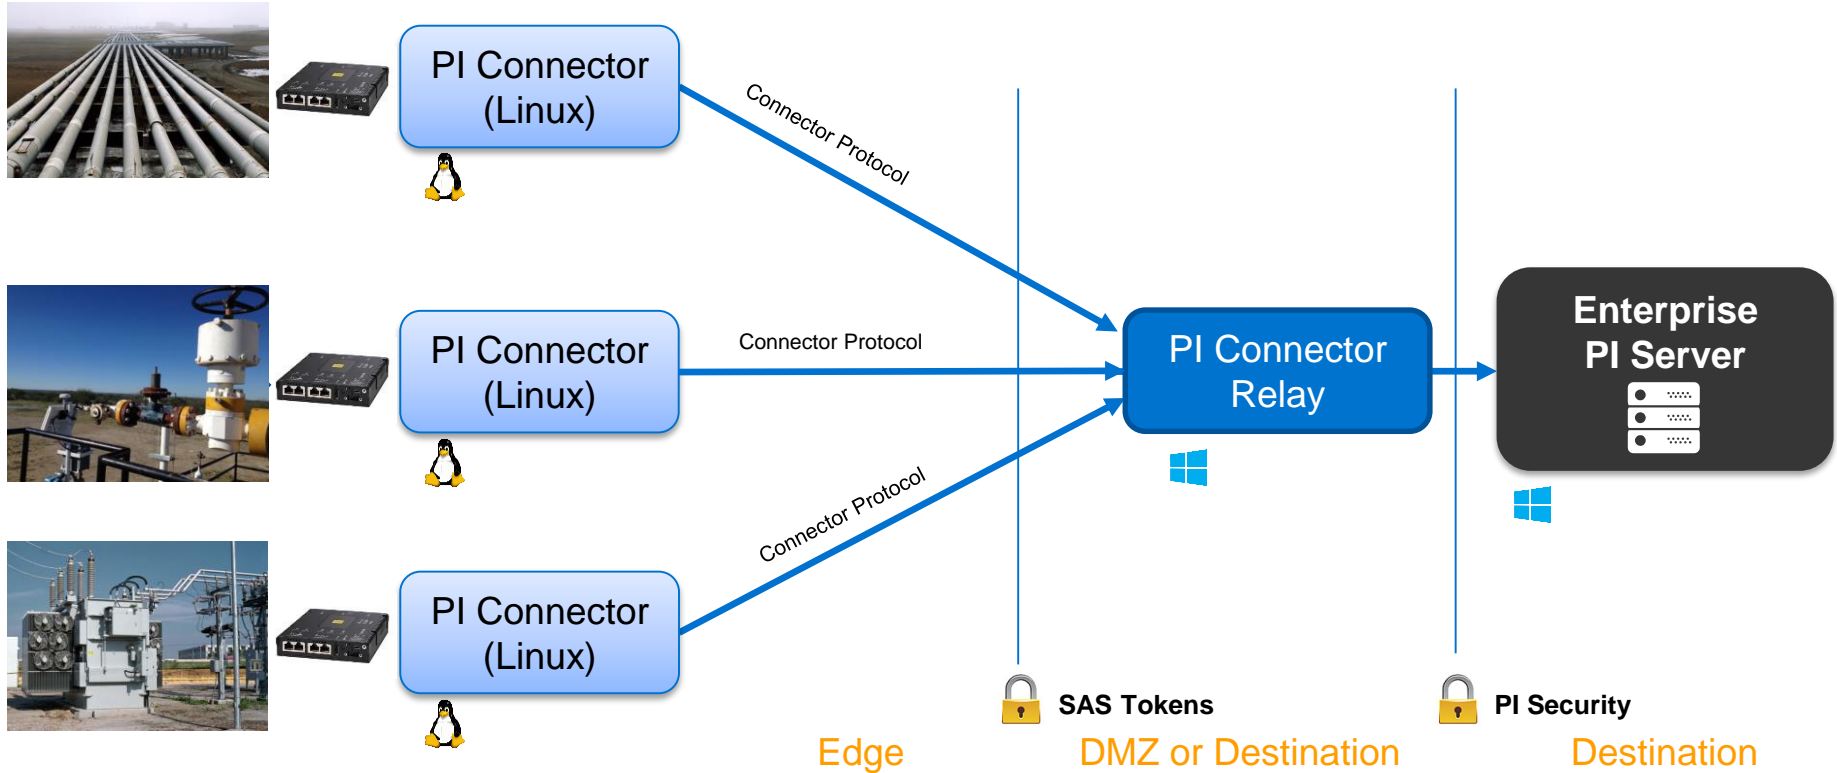 PI Connector
(Linux)
Connector Protocol
PI Connector
(Linux)
Connector Protocol
PI Connector
Relay
Enterprise
PI Server
PI Connector
(Linux)
Connector Protocol
SAS Tokens
PI Security
Edge
DMZ or Destination
Destination